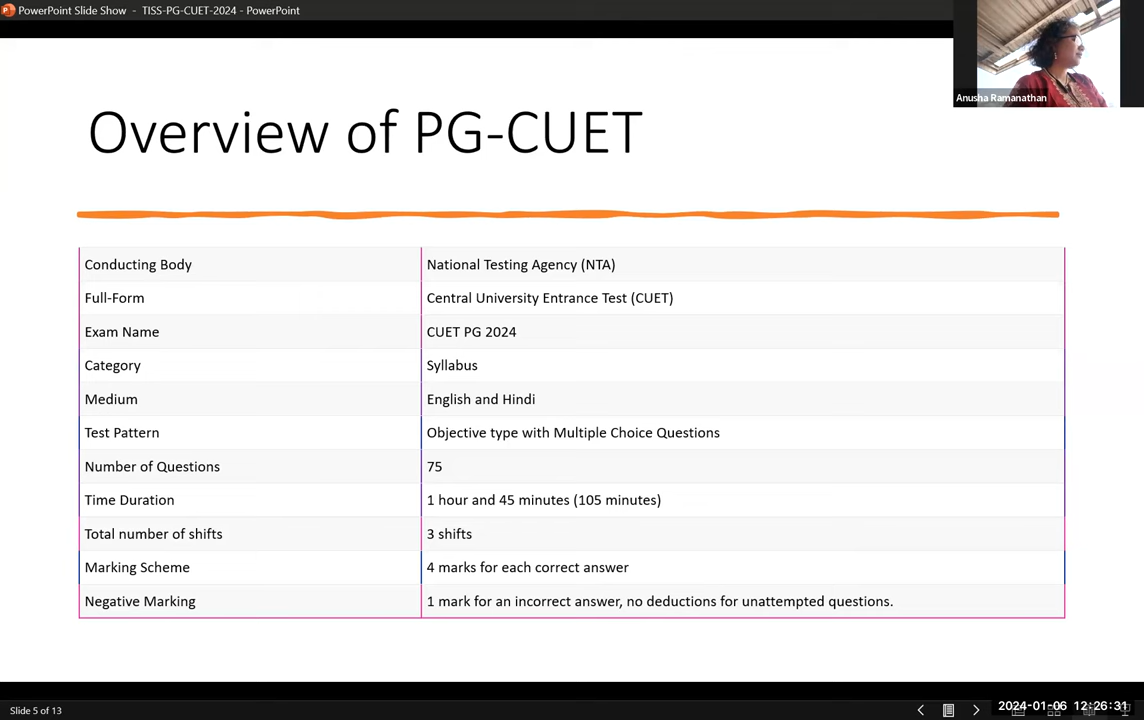 PowerPoint Slide Show - TISS-PG-CUET-2024 - PowerPoint
Anusha Ramanathan
Overview of PG-CUET
Conducting Body National Testing Agency (NTA)
Full-Form Central University Entrance Test (CUET)
Exam Name CUET PG 2024
Category Syllabus
Medium English and Hindi
Test Pattern Objective type with Multiple Choice Questions
Number of Questions 75
Time Duration 1 hour and 45 minutes (105 minutes)
Total number of shifts 3 shifts
Marking Scheme 4 marks for each correct answer
Negative Marking 1 mark for an incorrect answer, no deductions for unattempted questions.
Slide 5 of 13
2024-01-06 12:26:31